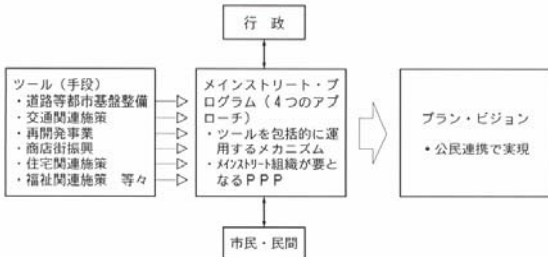 行 政
ツール（手段）
・道路等都市基盤整備
・交通関連施策
・再開発事業
・商店街振興
・住宅関連施策
・福祉関連施策　等々
メインストリート・プ
ログラム（４つのアプ
ローチ）
・ツールを包括的に運
用するメカニズム
・メインストリート組織が要と
なるＰＰＰ
プラン・ビジョン
・公民連携で実現
市民・民間